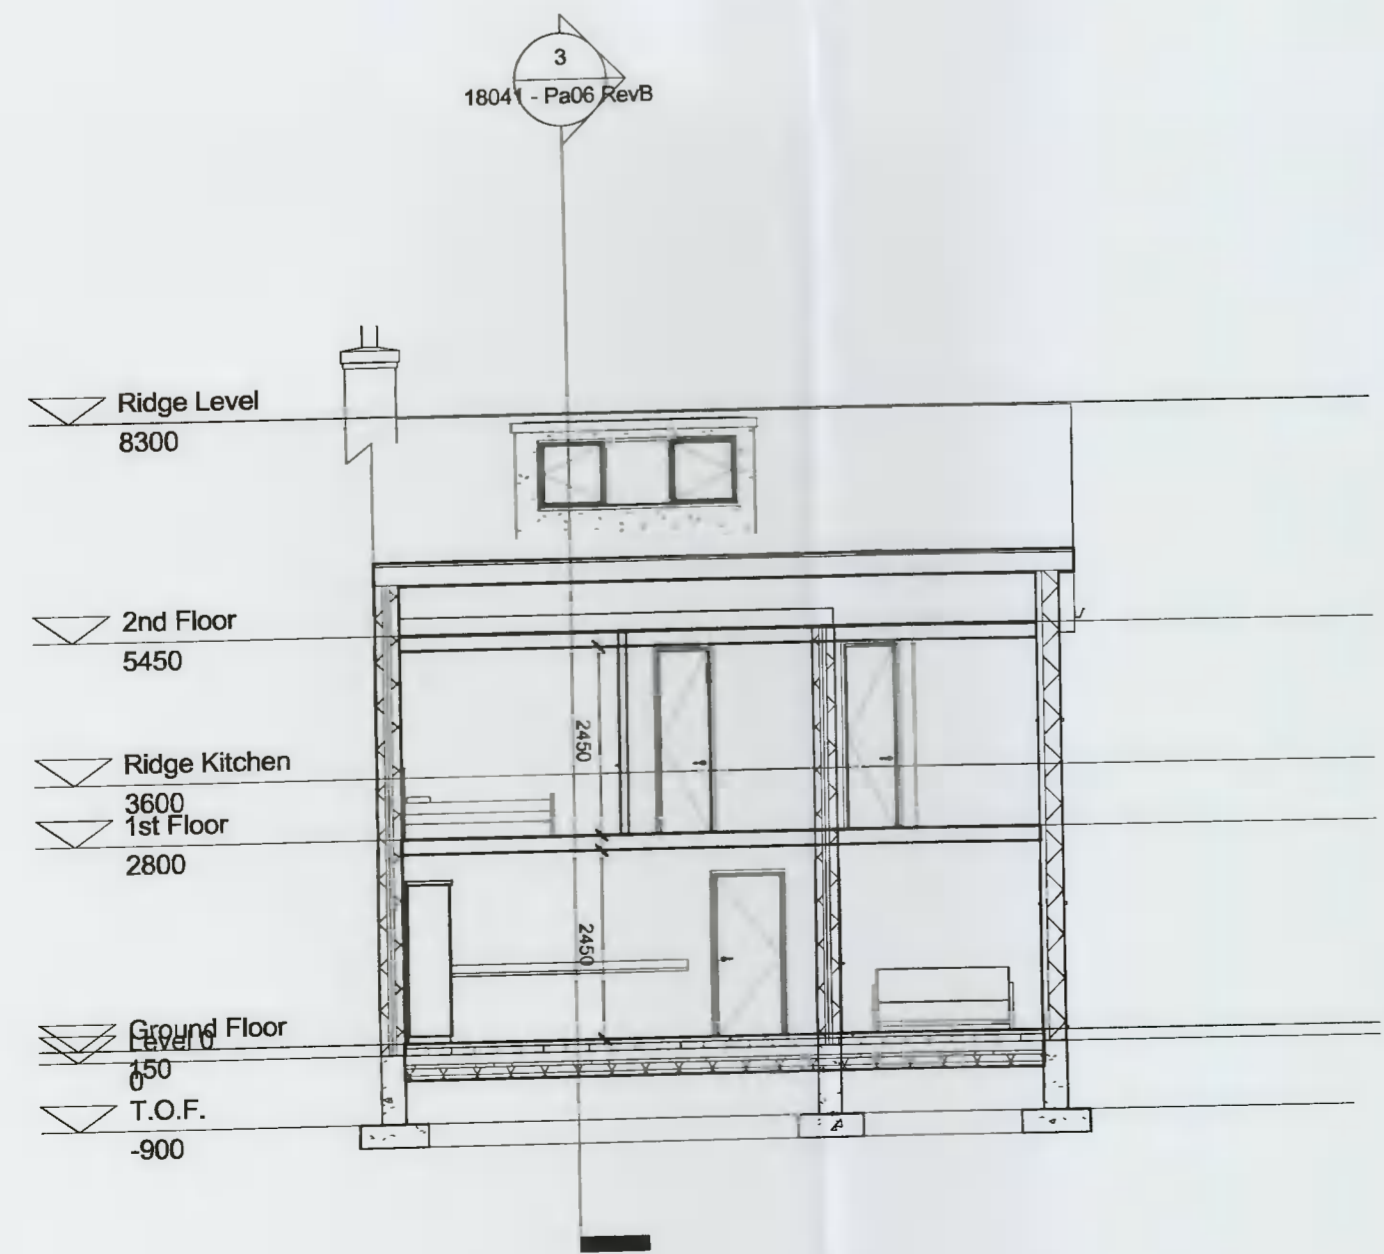 3
18041 - Pa06 RevB
Ridge Level
8300
2nd Floor
5450
2450
Ridge Kitchen
3600
1st Floor
2800
2450
Ground Floor
Level 0
150
0
T.O.F.
-900